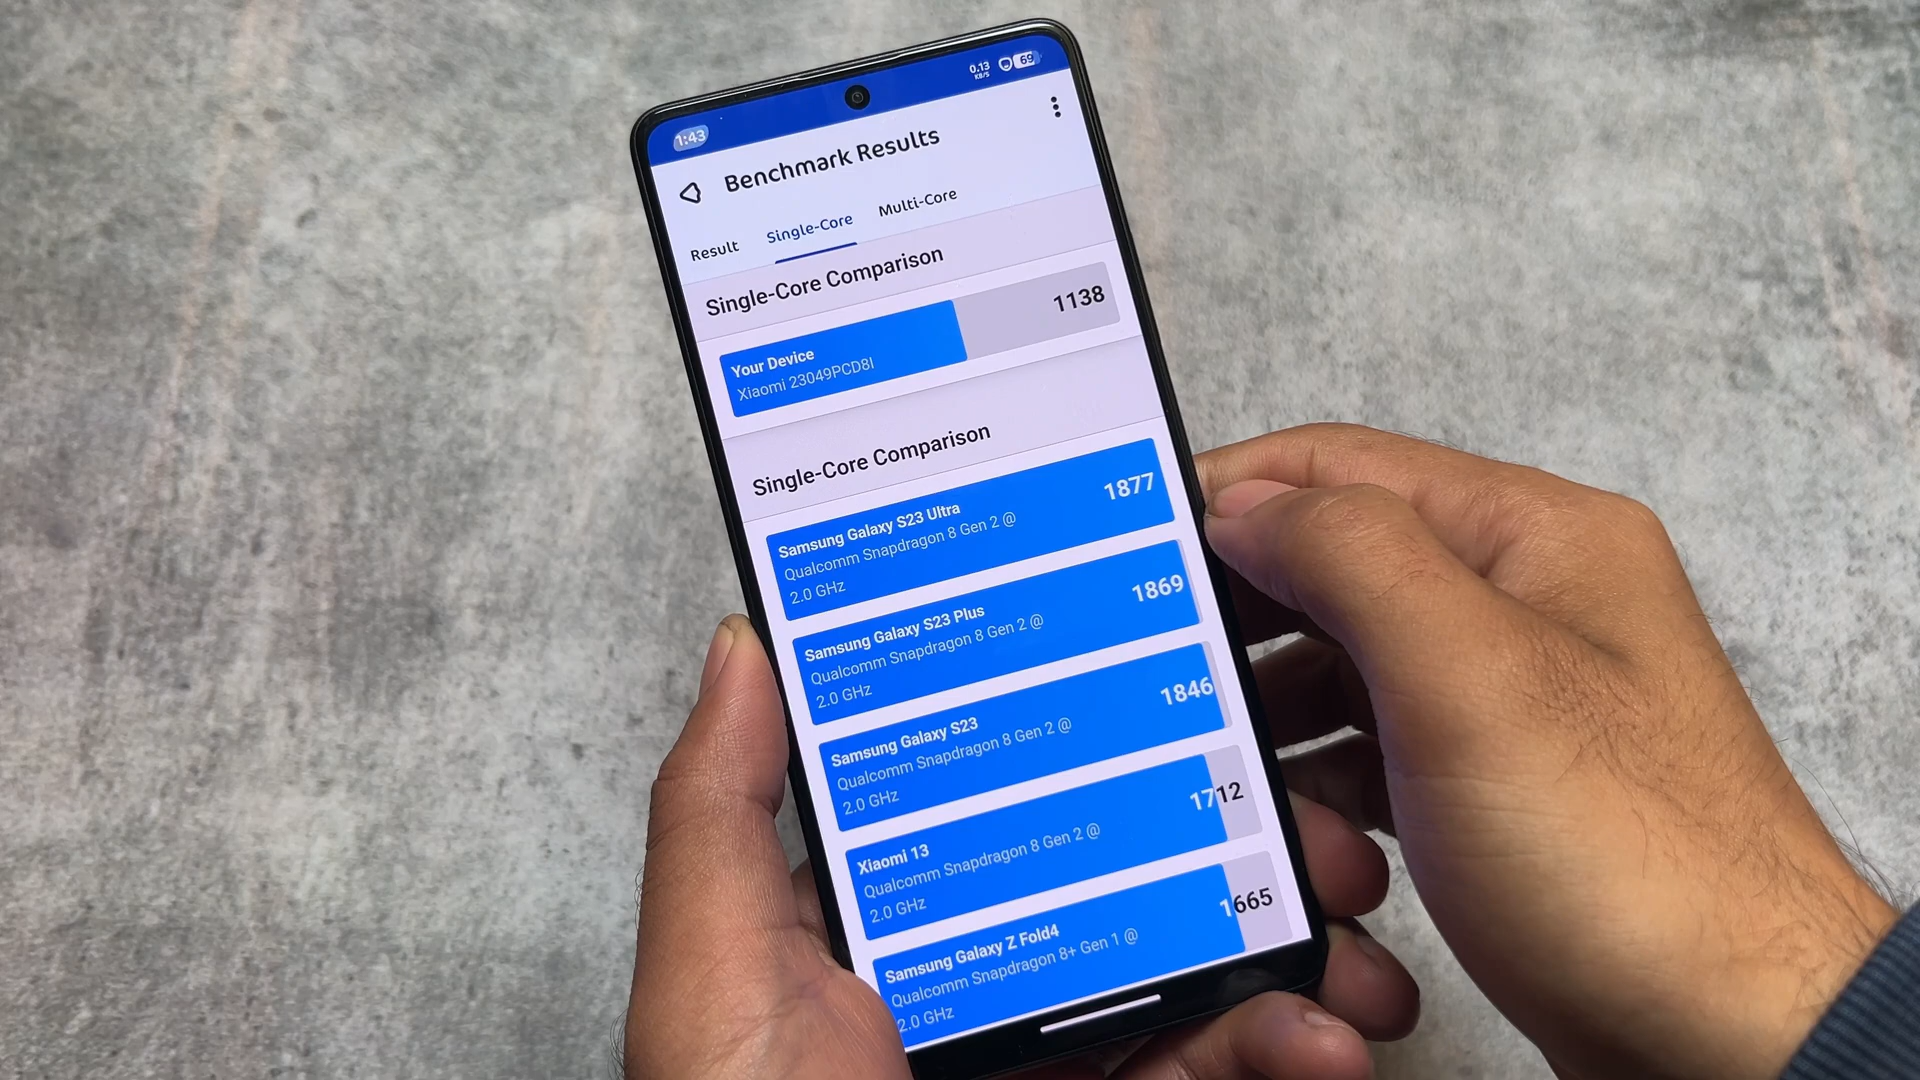 1:43
0.13
KB/S
69
Benchmark Results
Result
Single-Core
Multi-Core
Single-Core Comparison
Your Device
Xiaomi 23049PCD8I
1138
Single-Core Comparison
Samsung Galaxy S23 Ultra
Qualcomm Snapdragon 8 Gen 2 @
2.0 GHz
1877
Samsung Galaxy S23 Plus
Qualcomm Snapdragon 8 Gen 2 @
2.0 GHz
1869
Samsung Galaxy S23
Qualcomm Snapdragon 8 Gen 2 @
2.0 GHz
1846
Xiaomi 13
Qualcomm Snapdragon 8 Gen 2 @
2.0 GHz
1712
Samsung Galaxy Z Fold4
Qualcomm Snapdragon 8+ Gen 1 @
2.0 GHz
1665